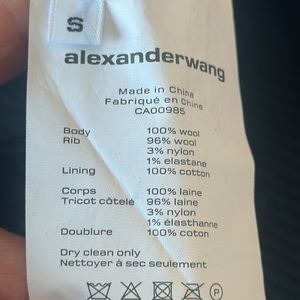 S
alexanderwang
Made in China
Fabriqué en Chine
CA00985
Body 100% wool
Rib 96% wool
3% nylon
1% elastane
Lining 100% cotton
Corps 100% laine
Tricot côtelé 96% laine
3% nylon
1% élasthanne
Doublure 100% coton
Dry clean only
Nettoyer à sec seulement
P